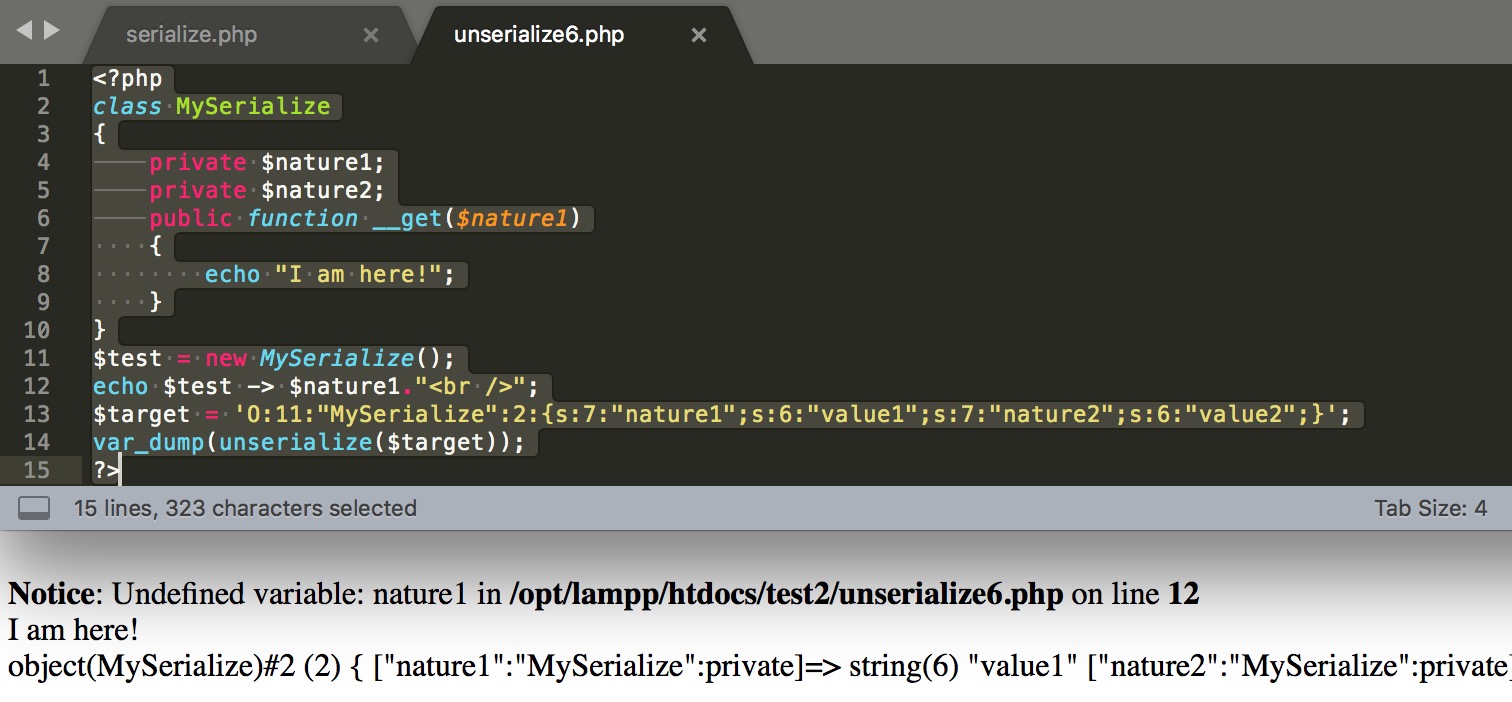 serialize.php × unserialize6.php ×
1 <?php
2 class MySerialize
3 {
4 private $nature1;
5 private $nature2;
6 public function __get($nature1)
7 {
8 echo "I am here!";
9 }
10 }
11 $test = new MySerialize();
12 echo $test -> $nature1."<br />";
13 $target = 'O:11:"MySerialize":2:{s:7:"nature1";s:6:"value1";s:7:"nature2";s:6:"value2";}';
14 var_dump(unserialize($target));
15 ?>
15 lines, 323 characters selected Tab Size: 4
Notice: Undefined variable: nature1 in /opt/lampp/htdocs/test2/unserialize6.php on line 12
I am here!
object(MySerialize)#2 (2) { ["nature1":"MySerialize":private]=> string(6) "value1" ["nature2":"MySerialize":private]